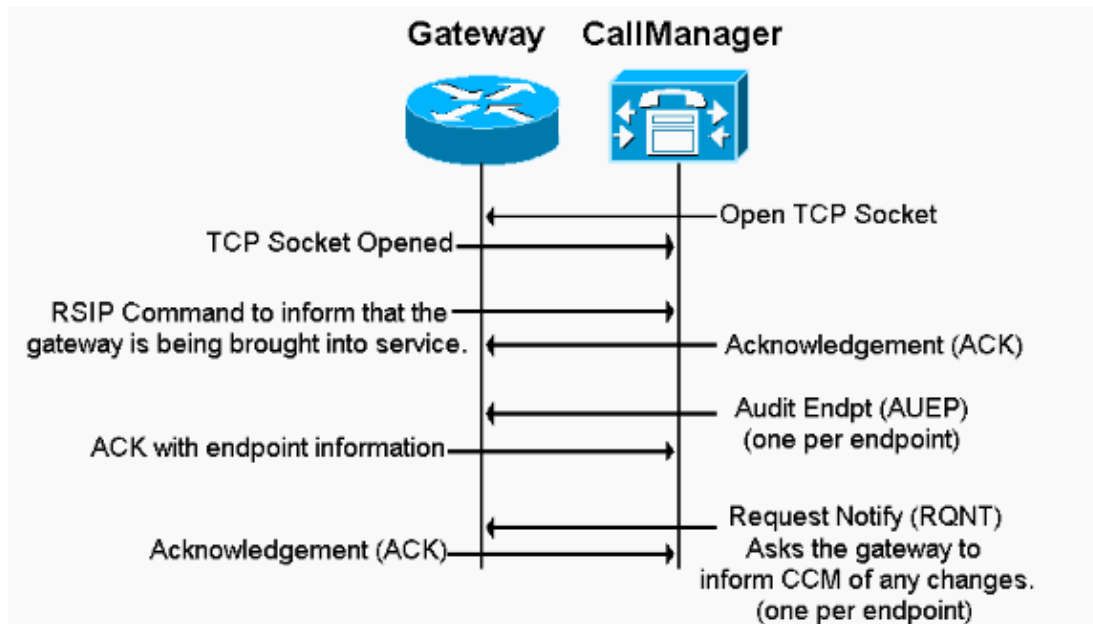 Gateway
CallManager
Open TCP Socket
TCP Socket Opened
RSIP Command to inform that the
gateway is being brought into service.
Acknowledgement (ACK)
Audit Endpt (AUEP)
(one per endpoint)
ACK with endpoint information
Request Notify (RQNT)
Asks the gateway to
inform CCM of any changes.
(one per endpoint)
Acknowledgement (ACK)